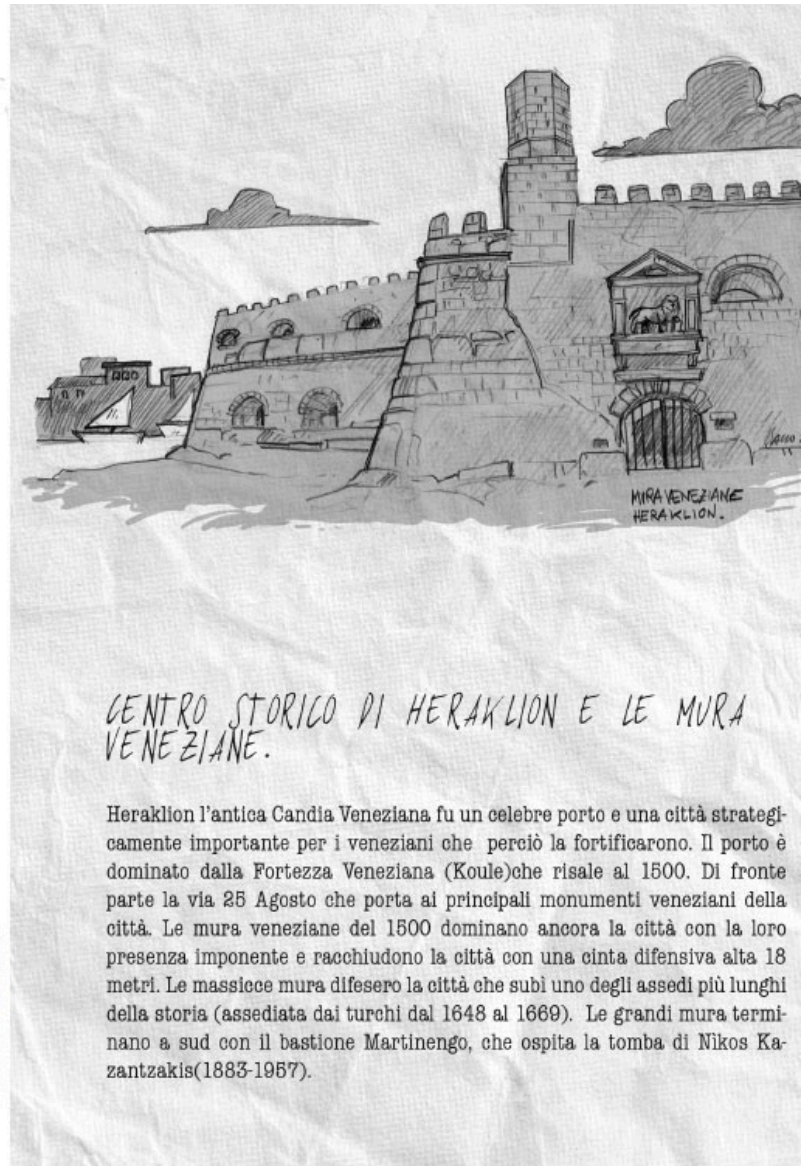 MURA VENEZIANE
HERAKLION.
CENTRO STORICO DI HERAKLION E LE MURA
VENEZIANE.
Heraklion l'antica Candia Veneziana fu un celebre porto e una città strategi-
camente importante per i veneziani che perciò la fortificarono. Il porto è
dominato dalla Fortezza Veneziana (Koule)che risale al 1500. Di fronte
parte la via 25 Agosto che porta ai principali monumenti veneziani della
città. Le mura veneziane del 1500 dominano ancora la città con la loro
presenza imponente e racchiudono la città con una cinta difensiva alta 18
metri. Le massicce mura difesero la città che subì uno degli assedi più lunghi
della storia (assediata dai turchi dal 1648 al 1669). Le grandi mura termi-
nano a sud con il bastione Martinengo, che ospita la tomba di Nikos Ka-
zantzakis(1883-1957).